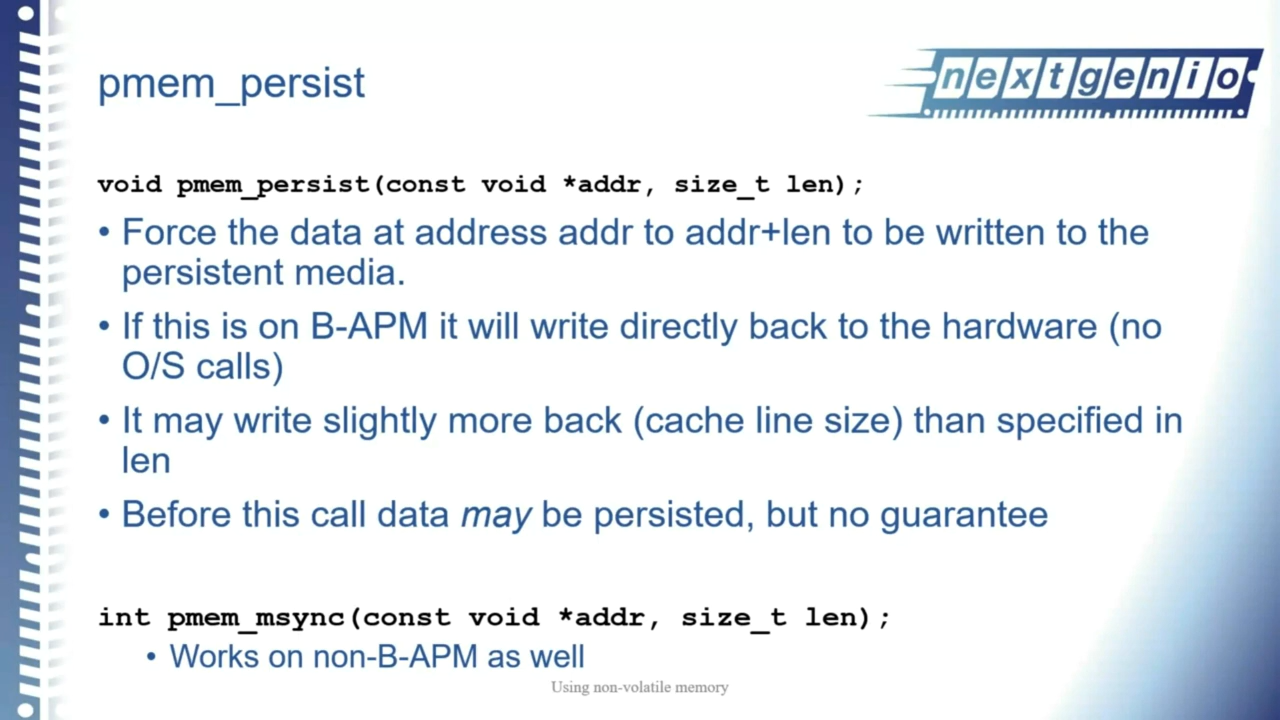 pmem_persist
nextgenio
void pmem_persist(const void *addr, size_t len);
• Force the data at address addr to addr+len to be written to the
persistent media.
• If this is on B-APM it will write directly back to the hardware (no
O/S calls)
• It may write slightly more back (cache line size) than specified in
len
• Before this call data may be persisted, but no guarantee
int pmem_msync(const void *addr, size_t len);
• Works on non-B-APM as well
Using non-volatile memory